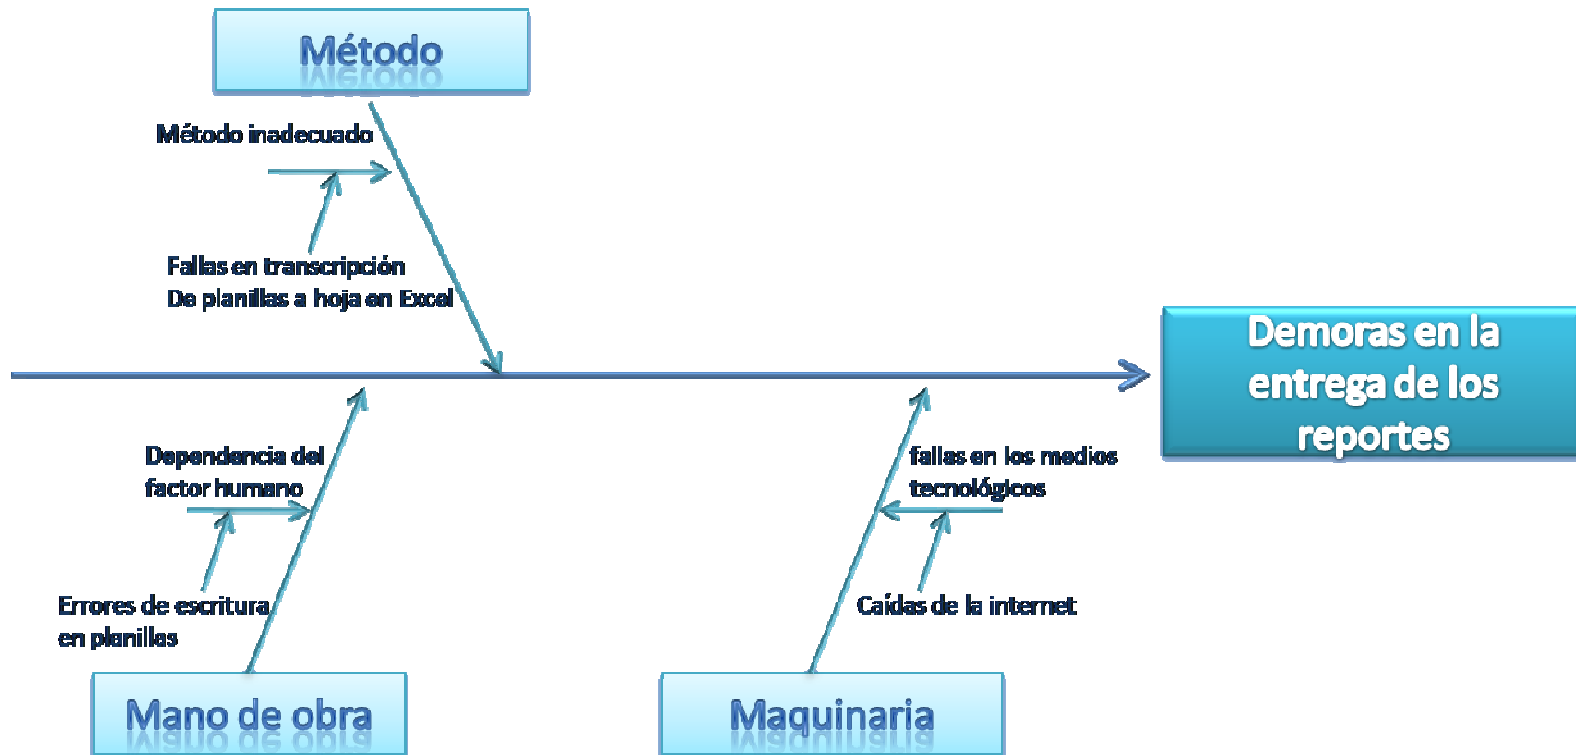 Método
Método inadecuado
Fallas en transcripción
De planillas a hoja en Excel
Demoras en la
entrega de los
reportes
Dependencia del
factor humano
fallas en los medios
tecnológicos
Errores de escritura
en planillas
Caídas de la internet
Mano de obra
Maquinaria